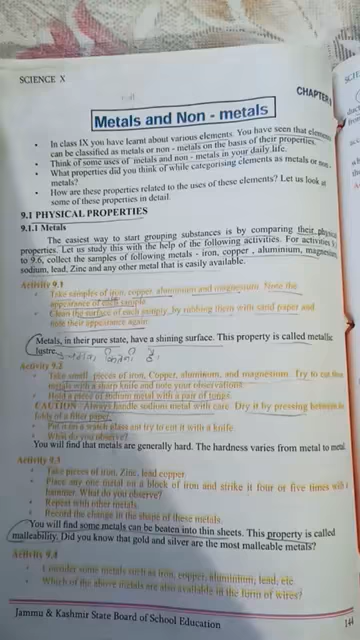 SCIENCE X
CHAPTER
Metals and Non - metals
• In class IX you have learnt about various elements. You have seen that elements
can be classified as metals or non - metals on the basis of their properties.
• Think of some uses of metals and non - metals in your daily life.
• What properties did you think of while categorising elements as metals or non -
metals?
• How are these properties related to the uses of these elements? Let us look at
some of these properties in detail.
9.1 PHYSICAL PROPERTIES
9.1.1 Metals
The easiest way to start grouping substances is by comparing their physical
properties. Let us study this with the help of the following activities. For activities 9.1
to 9.6, collect the samples of following metals - iron, copper, aluminium, magnesium,
sodium, lead, Zinc and any other metal that is easily available.
Activity 9.1
• Take samples of iron, copper, aluminium and magnesium. Note the
appearance of each sample.
• Clean the surface of each sample by rubbing them with sand paper and
note their appearance again.
Metals, in their pure state, have a shining surface. This property is called metallic
lustre.
Activity 9.2
• Take small pieces of iron, Copper, aluminum, and magnesium. Try to cut these
metals with a sharp knife and note your observations.
• Hold a piece of sodium metal with a pair of tongs.
CAUTION Always handle sodium metal with care. Dry it by pressing between the
folds of a filter paper.
• Put it on a watch glass and try to cut it with a knife.
• What do you observe?
You will find that metals are generally hard. The hardness varies from metal to metal.
Activity 9.3
• Take pieces of iron, Zinc, lead copper.
• Place any one metal on a block of iron and strike it four or five times with a
hammer. What do you observe?
• Repeat with other metals.
• Record the change in the shape of these metals.
You will find some metals can be beaten into thin sheets. This property is called
malleability. Did you know that gold and silver are the most malleable metals?
Activity 9.4
• Consider some metals such as iron, copper, aluminium, lead, etc
• Which of the above metals are also available in the form of wires?
Jammu & Kashmir State Board of School Education
144